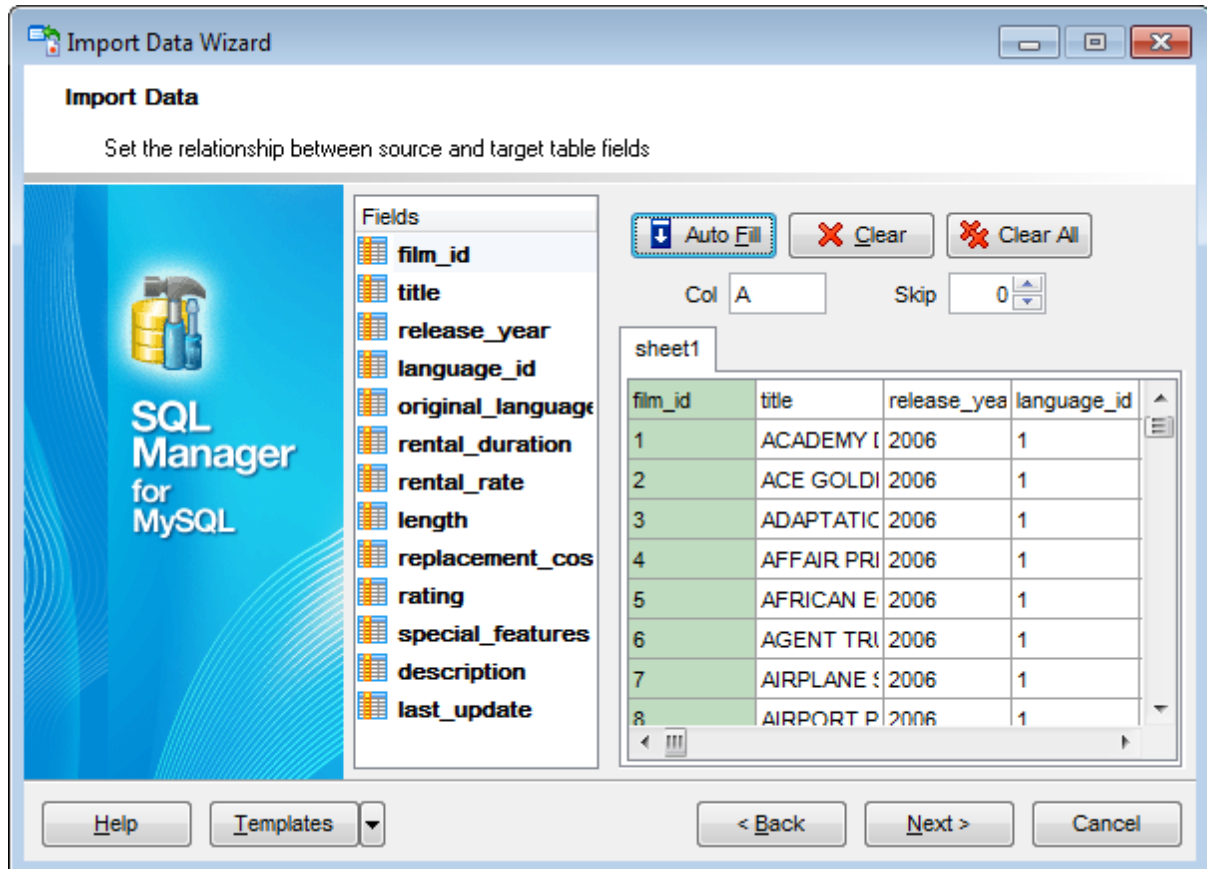 Import Data Wizard
Import Data
Set the relationship between source and target table fields
SQL
Manager
for
MySQL
Fields
film_id
title
release_year
language_id
original_language
rental_duration
rental_rate
length
replacement_cos
rating
special_features
description
last_update
Auto Fill
Clear
Clear All
Col A
Skip 0
sheet1
film_id title release_yea language_id
1 ACADEMY 2006 1
2 ACE GOLDI 2006 1
3 ADAPTATIC 2006 1
4 AFFAIR PRI 2006 1
5 AFRICAN E 2006 1
6 AGENT TRU 2006 1
7 AIRPLANE 2006 1
8 AIRPORT P 2006 1
Help
Templates
< Back
Next >
Cancel